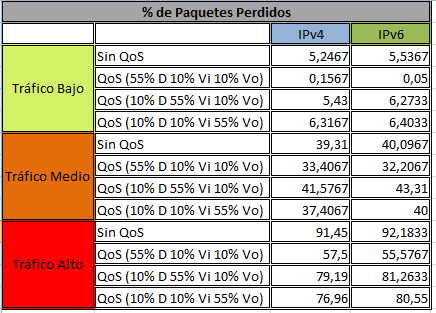 % de Paquetes Perdidos
IPv4 IPv6
Tráfico Bajo
Sin QoS 5,2467 5,5367
QoS (55% D 10% Vi 10% Vo) 0,1567 0,05
QoS (10% D 55% Vi 10% Vo) 5,43 6,2733
QoS (10% D 10% Vi 55% Vo) 6,3167 6,4033
Tráfico Medio
Sin QoS 39,31 40,0967
QoS (55% D 10% Vi 10% Vo) 33,4067 32,2067
QoS (10% D 55% Vi 10% Vo) 41,5767 43,31
QoS (10% D 10% Vi 55% Vo) 37,4067 40
Tráfico Alto
Sin QoS 91,45 92,1833
QoS (55% D 10% Vi 10% Vo) 57,5 55,5767
QoS (10% D 55% Vi 10% Vo) 79,19 81,2633
QoS (10% D 10% Vi 55% Vo) 76,96 80,55